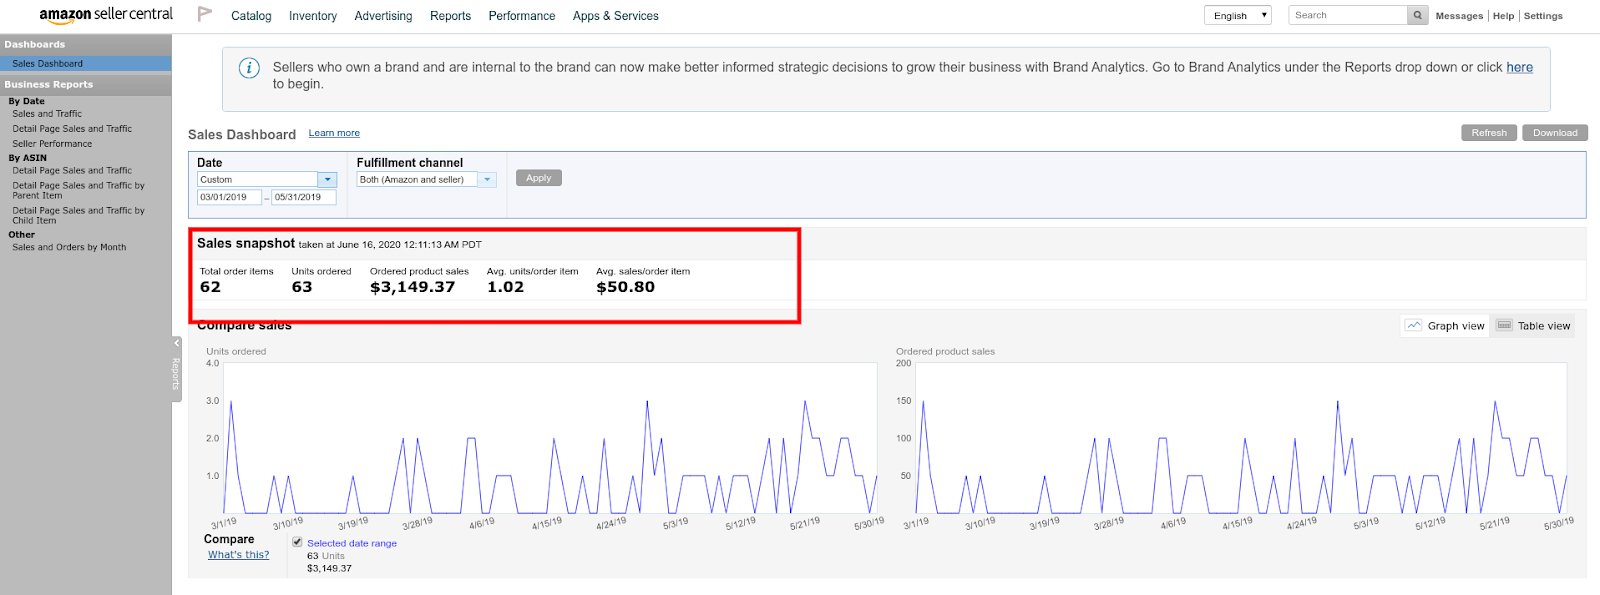 amazon seller central
Catalog Inventory Advertising Reports Performance Apps & Services
English Search Messages Help Settings
Dashboards
Sales Dashboard
Business Reports
By Date
Sales and Traffic
Detail Page Sales and Traffic
Seller Performance
By ASIN
Detail Page Sales and Traffic
Detail Page Sales and Traffic by
Parent Item
Detail Page Sales and Traffic by
Child Item
Other
Sales and Orders by Month
Reports
Sellers who own a brand and are internal to the brand can now make better informed strategic decisions to grow their business with Brand Analytics. Go to Brand Analytics under the Reports drop down or click here
to begin.
Sales Dashboard Learn more Refresh Download
Date Fulfillment channel
Custom Both (Amazon and seller) Apply
03/01/2019 – 05/31/2019
Sales snapshot taken at June 16, 2020 12:11:13 AM PDT
Total order items Units ordered Ordered product sales Avg. units/order item Avg. sales/order item
62 63 $3,149.37 1.02 $50.80
Compare sales Graph view Table view
Units ordered
4.0
3.0
2.0
1.0
3/1/19 3/10/19 3/19/19 3/28/19 4/6/19 4/15/19 4/24/19 5/3/19 5/12/19 5/21/19 5/30/19
Ordered product sales
200
150
100
50
3/1/19 3/10/19 3/19/19 3/28/19 4/6/19 4/15/19 4/24/19 5/3/19 5/12/19 5/21/19 5/30/19
Compare
What's this?
Selected date range
63 Units
$3,149.37